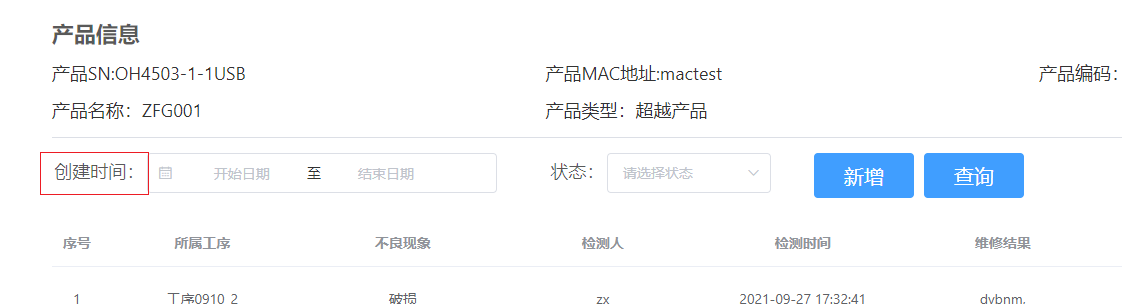 产品信息
产品SN:OH4503-1-1USB 产品MAC地址:mactest 产品编码：
产品名称：ZFG001 产品类型：超越产品
创建时间： 开始日期 至 结束日期 状态： 请选择状态 新增 查询
序号 所属工序 不良现象 检测人 检测时间 维修结果
1 工序0910_2 破损 zx 2021-09-27 17:32:41 dvbnm,